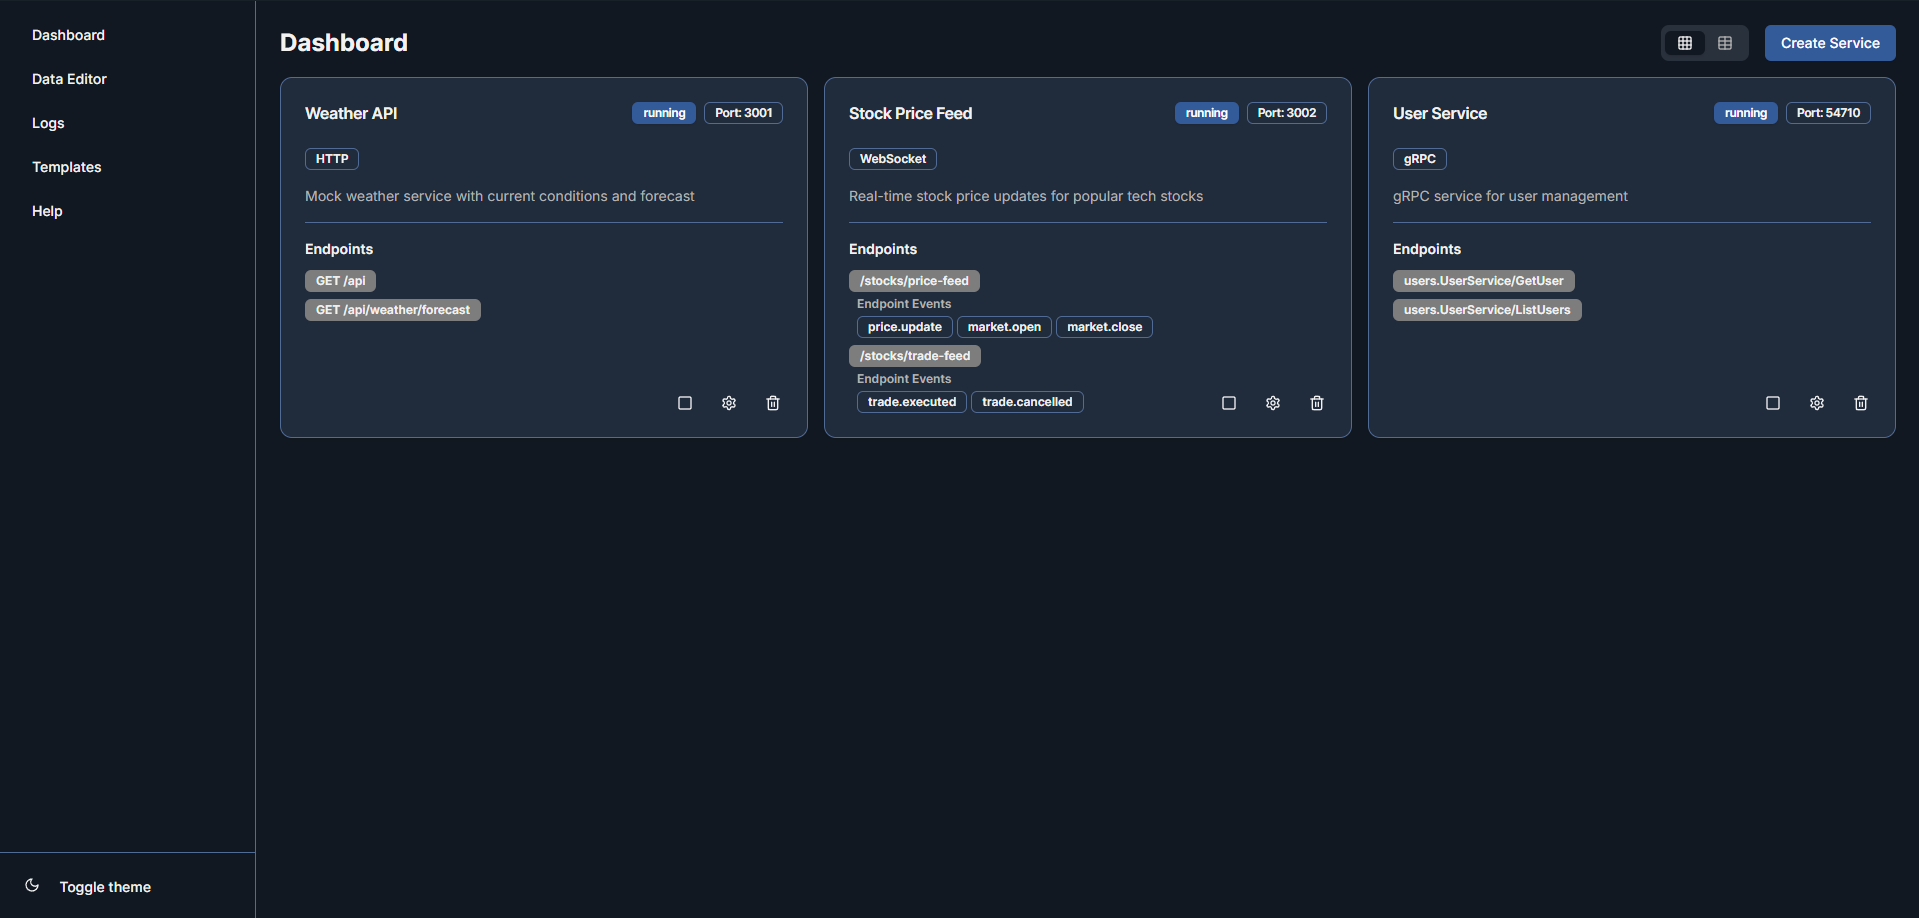 Dashboard
Data Editor
Logs
Templates
Help
Toggle theme
Dashboard
Create Service
Weather API
running
Port: 3001
HTTP
Mock weather service with current conditions and forecast
Endpoints
GET /api
GET /api/weather/forecast
Stock Price Feed
running
Port: 3002
WebSocket
Real-time stock price updates for popular tech stocks
Endpoints
/stocks/price-feed
Endpoint Events
price.update market.open market.close
/stocks/trade-feed
Endpoint Events
trade.executed trade.cancelled
User Service
running
Port: 54710
gRPC
gRPC service for user management
Endpoints
users.UserService/GetUser
users.UserService/ListUsers